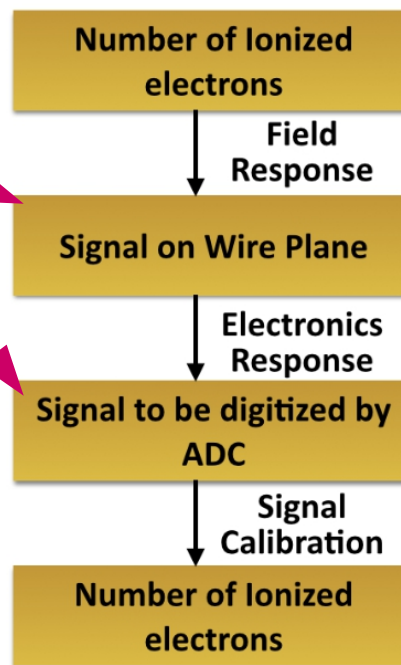 Number of Ionized
electrons
Field
Response
Signal on Wire Plane
Electronics
Response
Signal to be digitized by
ADC
Signal
Calibration
Number of Ionized
electrons